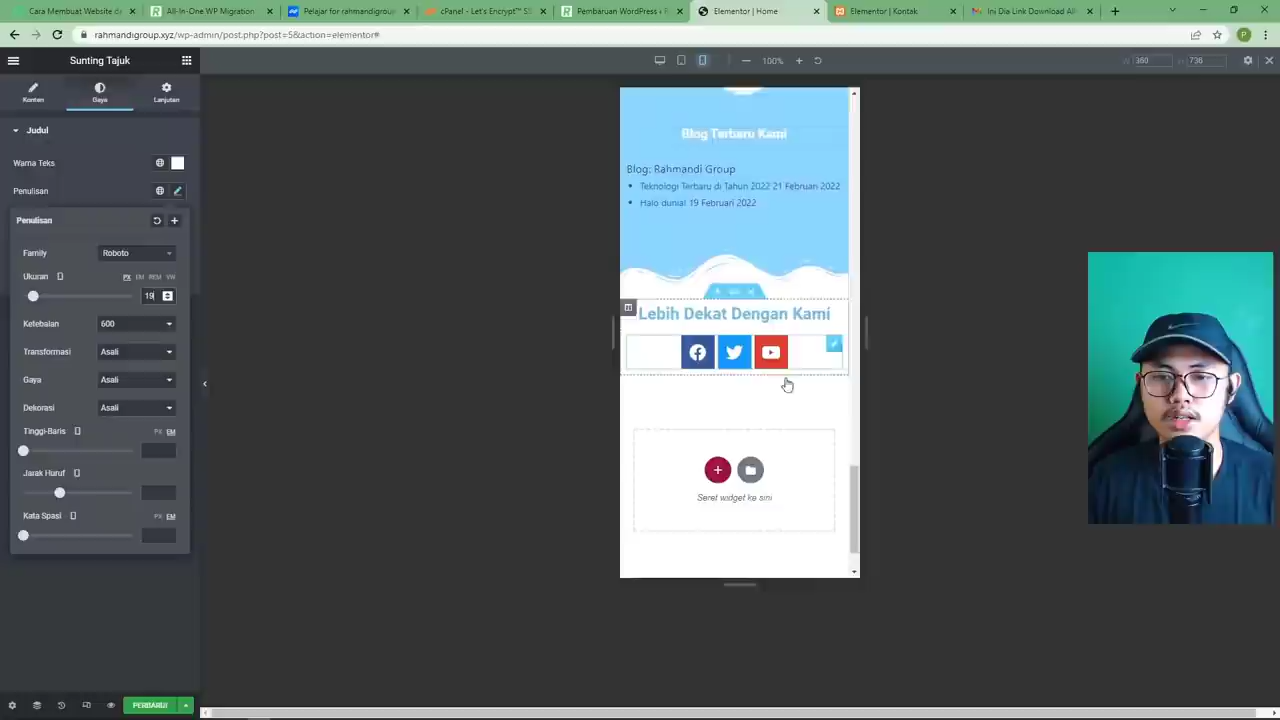 Cara Membuat Websit
All-In-One WP Migration
Pelajar for rahmandigroup.
cPanel - Let's Encrypt™ SS
Pembaruan WordPress ‹ R
Elementor | Home
Elementor | Kontak
Ini Dia Link Download All
rahmandigroup.xyz/wp-admin/post.php?post=5&action=elementor#
P
Sunting Tajuk
100%
W 360
H 736
Konten
Gaya
Lanjutan
Judul
Warna Teks
Penulisan
Penulisan
Family
Roboto
Ukuran
PX EM REM VW
19
Ketebalan
600
Transformasi
Asali
Gaya
Asali
Dekorasi
Asali
Tinggi-Baris
PX EM
Jarak Huruf
Kata Spasi
PX EM
PERBARUI
Blog Terbaru Kami
Blog: Rahmandi Group
Teknologi Terbaru di Tahun 2022 21 Februari 2022
Halo dunia! 19 Februari 2022
Lebih Dekat Dengan Kami
Seret widget ke sini